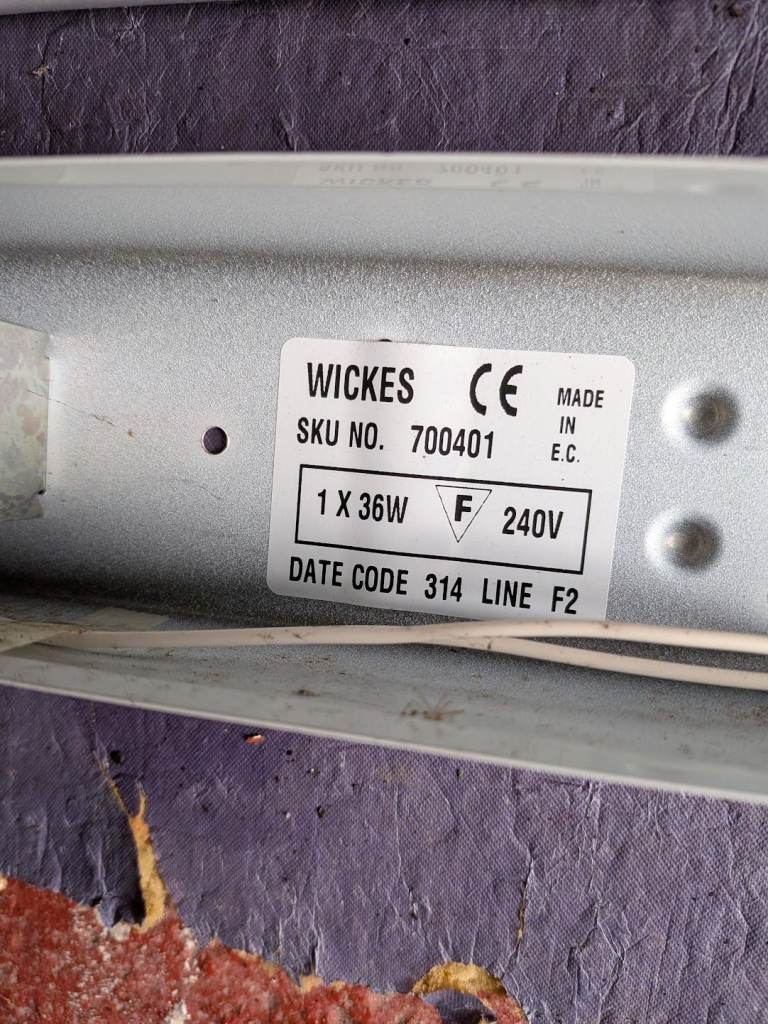 WICKES CE MADE
IN
E.C.
SKU NO. 700401
1 X 36W F 240V
DATE CODE 314 LINE F2